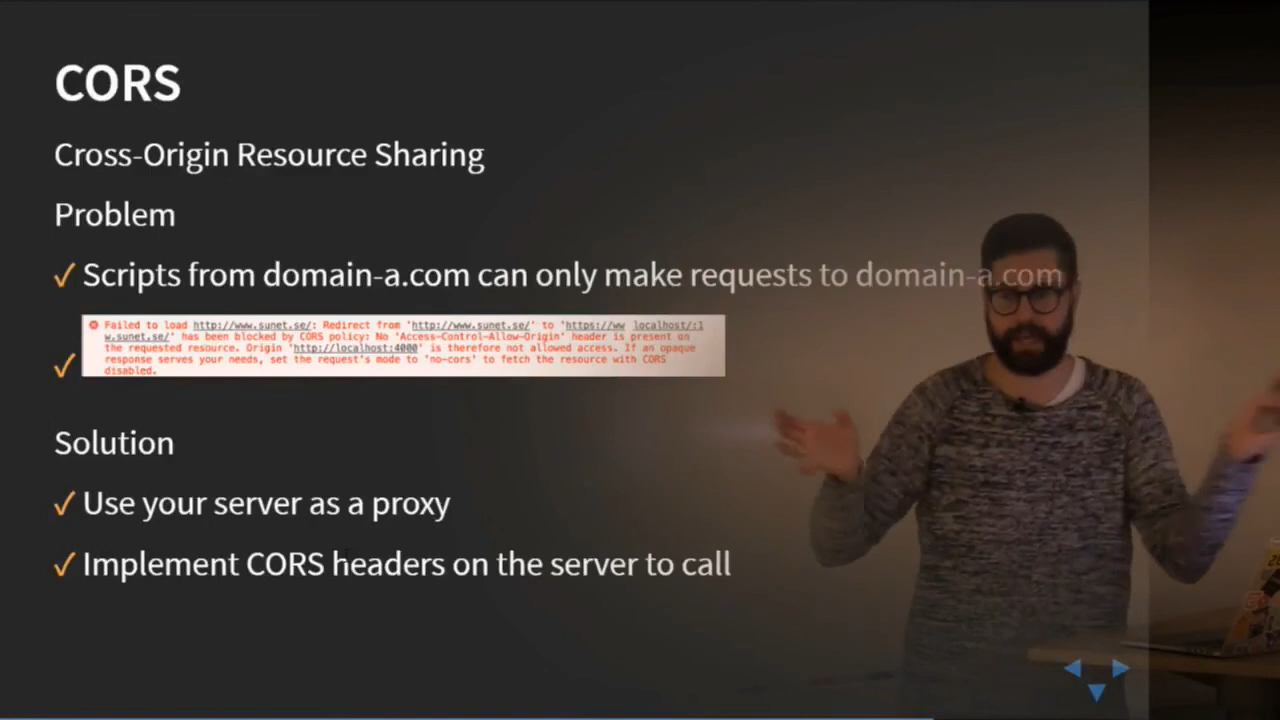 CORS
Cross-Origin Resource Sharing
Problem
✓ Scripts from domain-a.com can only make requests to domain-a.com
✓
Failed to load http://www.sunet.se/: Redirect from 'http://www.sunet.se/' to 'https://ww localhost/:1
w.sunet.se/' has been blocked by CORS policy: No 'Access-Control-Allow-Origin' header is present on
the requested resource. Origin 'http://localhost:4000' is therefore not allowed access. If an opaque
response serves your needs, set the request's mode to 'no-cors' to fetch the resource with CORS
disabled.
Solution
✓ Use your server as a proxy
✓ Implement CORS headers on the server to call